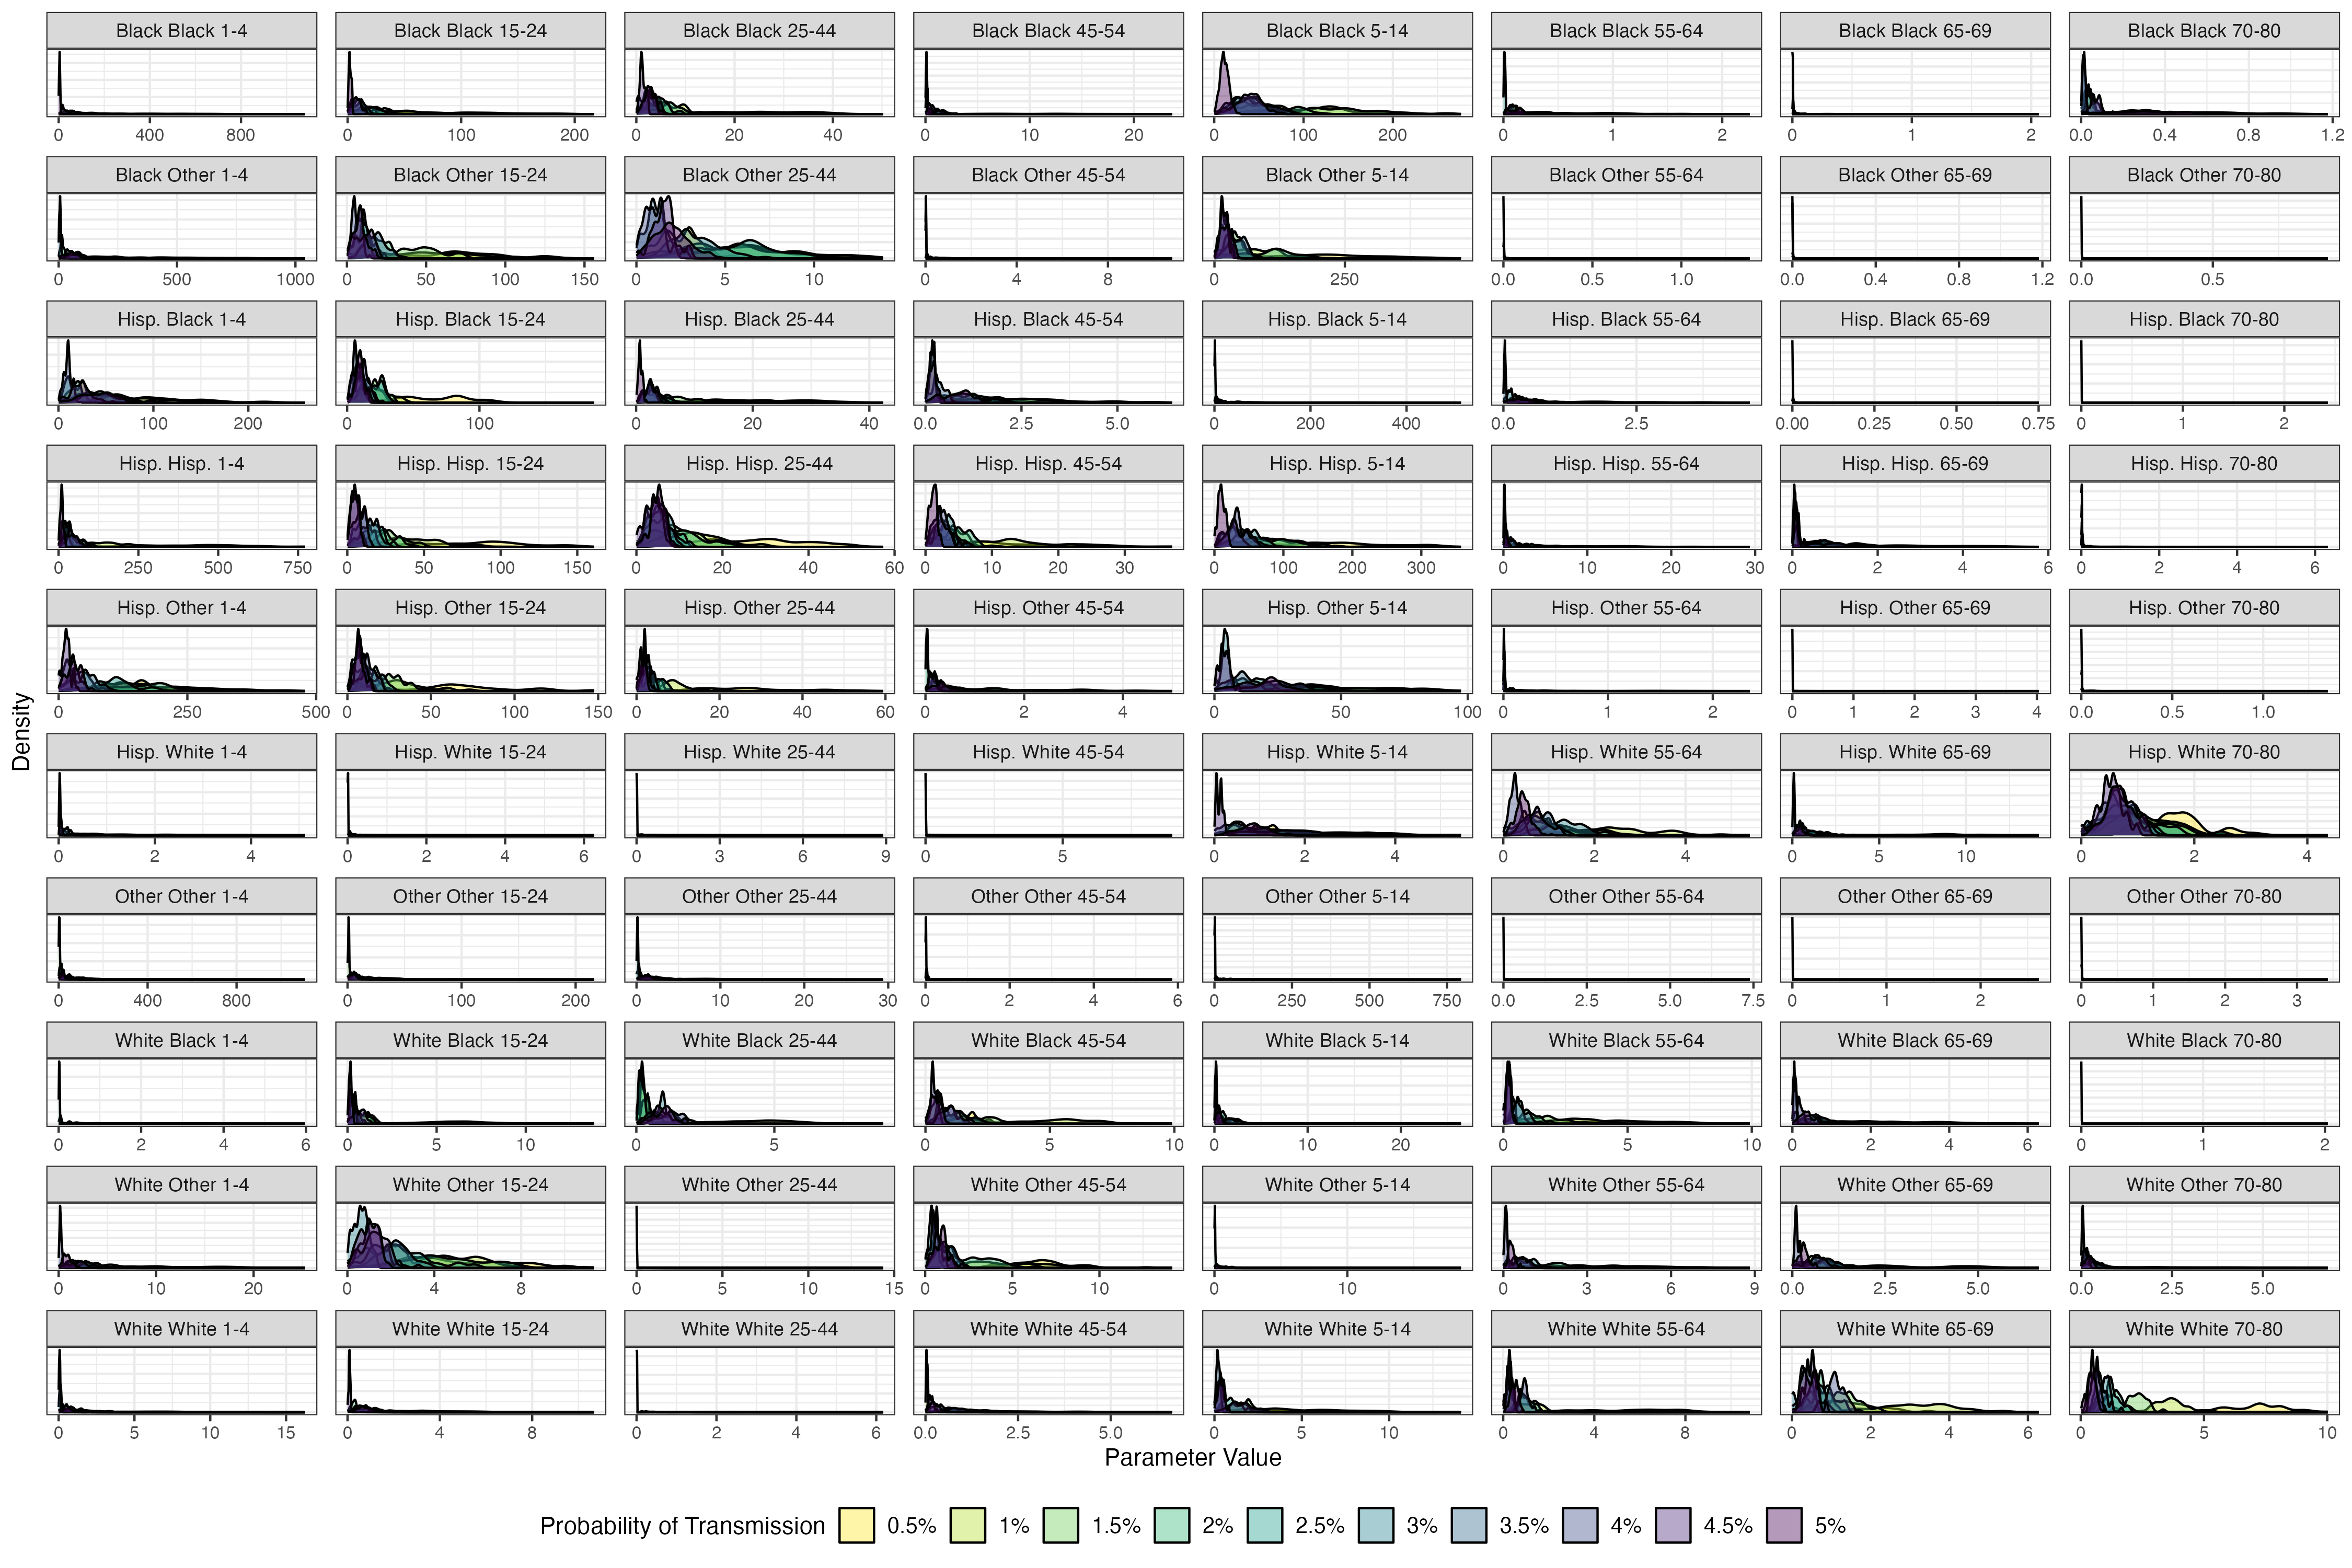 Black Black 1-4 Black Black 15-24 Black Black 25-44 Black Black 45-54 Black Black 5-14 Black Black 55-64 Black Black 65-69 Black Black 70-80
0 400 800 0 100 200 0 20 40 0 10 20 0 100 200 0 1 2 0 1 2 0.0 0.4 0.8 1.2
Black Other 1-4 Black Other 15-24 Black Other 25-44 Black Other 45-54 Black Other 5-14 Black Other 55-64 Black Other 65-69 Black Other 70-80
0 500 1000 0 50 100 150 0 5 10 0 4 8 0 250 0.0 0.5 1.0 0.0 0.4 0.8 1.2 0.0 0.5
Hisp. Black 1-4 Hisp. Black 15-24 Hisp. Black 25-44 Hisp. Black 45-54 Hisp. Black 5-14 Hisp. Black 55-64 Hisp. Black 65-69 Hisp. Black 70-80
0 100 200 0 100 0 20 40 0.0 2.5 5.0 0 200 400 0.0 2.5 0.00 0.25 0.50 0.75 0 1 2
Hisp. Hisp. 1-4 Hisp. Hisp. 15-24 Hisp. Hisp. 25-44 Hisp. Hisp. 45-54 Hisp. Hisp. 5-14 Hisp. Hisp. 55-64 Hisp. Hisp. 65-69 Hisp. Hisp. 70-80
0 250 500 750 0 50 100 150 0 20 40 60 0 10 20 30 0 100 200 300 0 10 20 30 0 2 4 6 0 2 4 6
Hisp. Other 1-4 Hisp. Other 15-24 Hisp. Other 25-44 Hisp. Other 45-54 Hisp. Other 5-14 Hisp. Other 55-64 Hisp. Other 65-69 Hisp. Other 70-80
0 250 500 0 50 100 150 0 20 40 60 0 2 4 0 50 100 0 1 2 0 1 2 3 4 0.0 0.5 1.0
Density
Hisp. White 1-4 Hisp. White 15-24 Hisp. White 25-44 Hisp. White 45-54 Hisp. White 5-14 Hisp. White 55-64 Hisp. White 65-69 Hisp. White 70-80
0 2 4 0 2 4 6 0 3 6 9 0 5 0 2 4 0 2 4 0 5 10 0 2 4
Other Other 1-4 Other Other 15-24 Other Other 25-44 Other Other 45-54 Other Other 5-14 Other Other 55-64 Other Other 65-69 Other Other 70-80
0 400 800 0 100 200 0 10 20 30 0 2 4 6 0 250 500 750 0.0 2.5 5.0 7.5 0 1 2 0 1 2 3
White Black 1-4 White Black 15-24 White Black 25-44 White Black 45-54 White Black 5-14 White Black 55-64 White Black 65-69 White Black 70-80
0 2 4 6 0 5 10 0 5 0 5 10 0 10 20 0 5 10 0 2 4 6 0 1 2
White Other 1-4 White Other 15-24 White Other 25-44 White Other 45-54 White Other 5-14 White Other 55-64 White Other 65-69 White Other 70-80
0 10 20 0 4 8 0 5 10 15 0 5 10 0 10 0 3 6 9 0.0 2.5 5.0 0.0 2.5 5.0
White White 1-4 White White 15-24 White White 25-44 White White 45-54 White White 5-14 White White 55-64 White White 65-69 White White 70-80
0 5 10 15 0 4 8 0 2 4 6 0.0 2.5 5.0 0 5 10 0 4 8 0 2 4 6 0 5 10
Parameter Value
Probability of Transmission 0.5% 1% 1.5% 2% 2.5% 3% 3.5% 4% 4.5% 5%